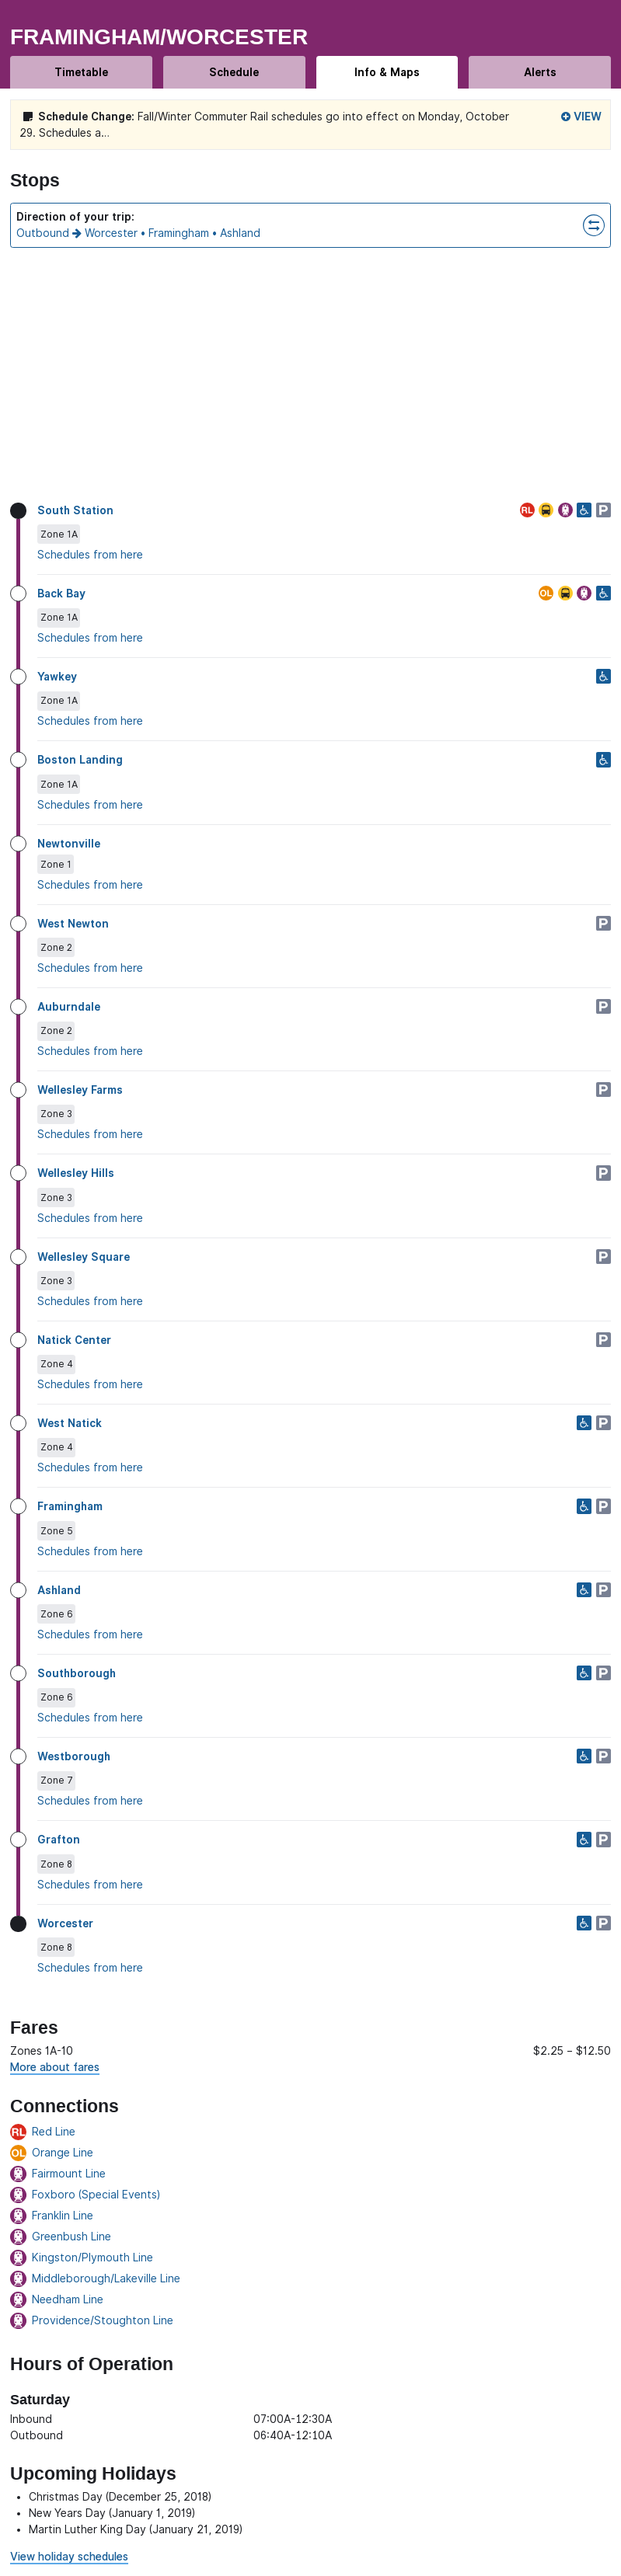 FRAMINGHAM/WORCESTER
Timetable
Schedule
Info & Maps
Alerts
Schedule Change: Fall/Winter Commuter Rail schedules go into effect on Monday, October
29. Schedules a...
VIEW
Stops
Direction of your trip:
Outbound → Worcester • Framingham • Ashland
South Station
RL
P
Zone 1A
Schedules from here
Back Bay
OL
Zone 1A
Schedules from here
Yawkey
Zone 1A
Schedules from here
Boston Landing
Zone 1A
Schedules from here
Newtonville
Zone 1
Schedules from here
West Newton
P
Zone 2
Schedules from here
Auburndale
P
Zone 2
Schedules from here
Wellesley Farms
P
Zone 3
Schedules from here
Wellesley Hills
P
Zone 3
Schedules from here
Wellesley Square
P
Zone 3
Schedules from here
Natick Center
P
Zone 4
Schedules from here
West Natick
P
Zone 4
Schedules from here
Framingham
P
Zone 5
Schedules from here
Ashland
P
Zone 6
Schedules from here
Southborough
P
Zone 6
Schedules from here
Westborough
P
Zone 7
Schedules from here
Grafton
P
Zone 8
Schedules from here
Worcester
P
Zone 8
Schedules from here
Fares
Zones 1A-10 $2.25 – $12.50
More about fares
Connections
RL Red Line
OL Orange Line
Fairmount Line
Foxboro (Special Events)
Franklin Line
Greenbush Line
Kingston/Plymouth Line
Middleborough/Lakeville Line
Needham Line
Providence/Stoughton Line
Hours of Operation
Saturday
Inbound 07:00A-12:30A
Outbound 06:40A-12:10A
Upcoming Holidays
• Christmas Day (December 25, 2018)
• New Years Day (January 1, 2019)
• Martin Luther King Day (January 21, 2019)
View holiday schedules